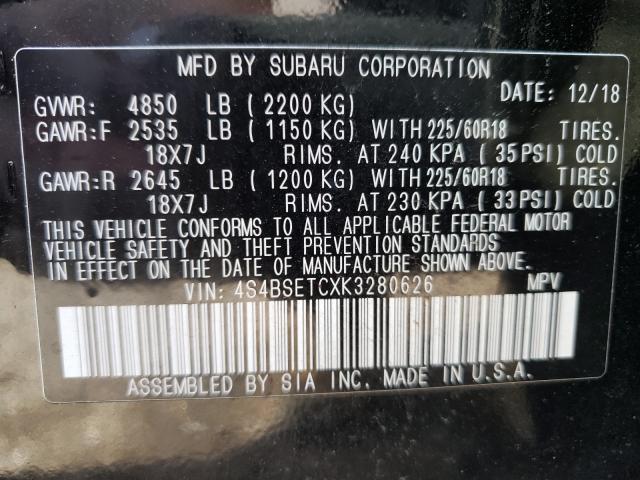 MFD BY SUBARU CORPORATION
GVWR: 4850 LB ( 2200 KG) DATE: 12/18
GAWR:F 2535 LB ( 1150 KG) WITH 225/60R18 TIRES.
18X7J RIMS. AT 240 KPA ( 35 PSI) COLD
GAWR:R 2645 LB ( 1200 KG) WITH 225/60R18 TIRES.
18X7J RIMS. AT 230 KPA ( 33 PSI) COLD
THIS VEHICLE CONFORMS TO ALL APPLICABLE FEDERAL MOTOR
VEHICLE SAFETY AND THEFT PREVENTION STANDARDS
IN EFFECT ON THE DATE OF MANUFACTURE SHOWN ABOVE.
VIN: 4S4BSETCXK3280626 MPV
ASSEMBLED BY SIA INC. MADE IN U.S.A.